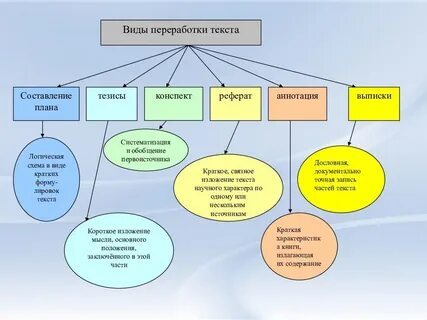 Виды переработки текста
Составление
плана
тезисы
конспект
реферат
аннотация
выписки
Логическая
схема в виде
кратких
форму-
лировок
текста
Короткое изложение
мысли, основного
положения,
заключённого в этой
части
Систематизация
и обобщение
первоисточника
Краткое, связное
изложение текста
научного характера по
одному или
нескольким
источникам
Краткая
характеристик
а книги,
излагающая
их содержание
Дословная,
документально
точная запись
частей текста